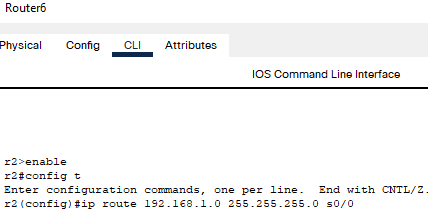 Router6
Physical Config CLI Attributes
IOS Command Line Interface
r2>enable
r2#config t
Enter configuration commands, one per line. End with CNTL/Z.
r2(config)#ip route 192.168.1.0 255.255.255.0 s0/0